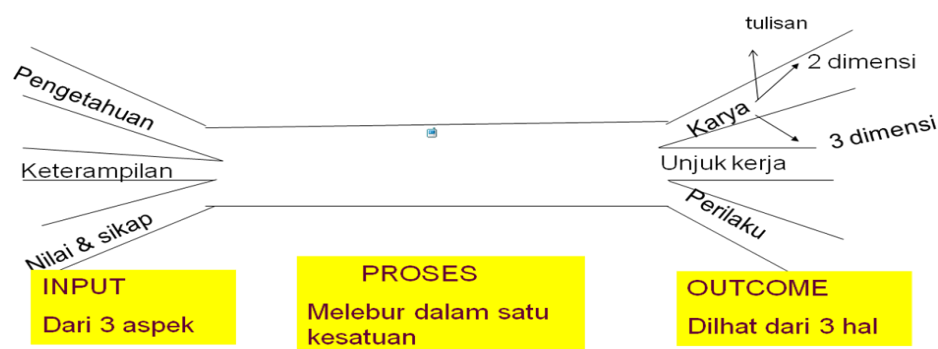 tulisan
2 dimensi
Pengetahuan
Karya
3 dimensi
Keterampilan
Unjuk kerja
Nilai & sikap
Perilaku
INPUT
Dari 3 aspek
PROSES
Melebur dalam satu
kesatuan
OUTCOME
Dilhat dari 3 hal